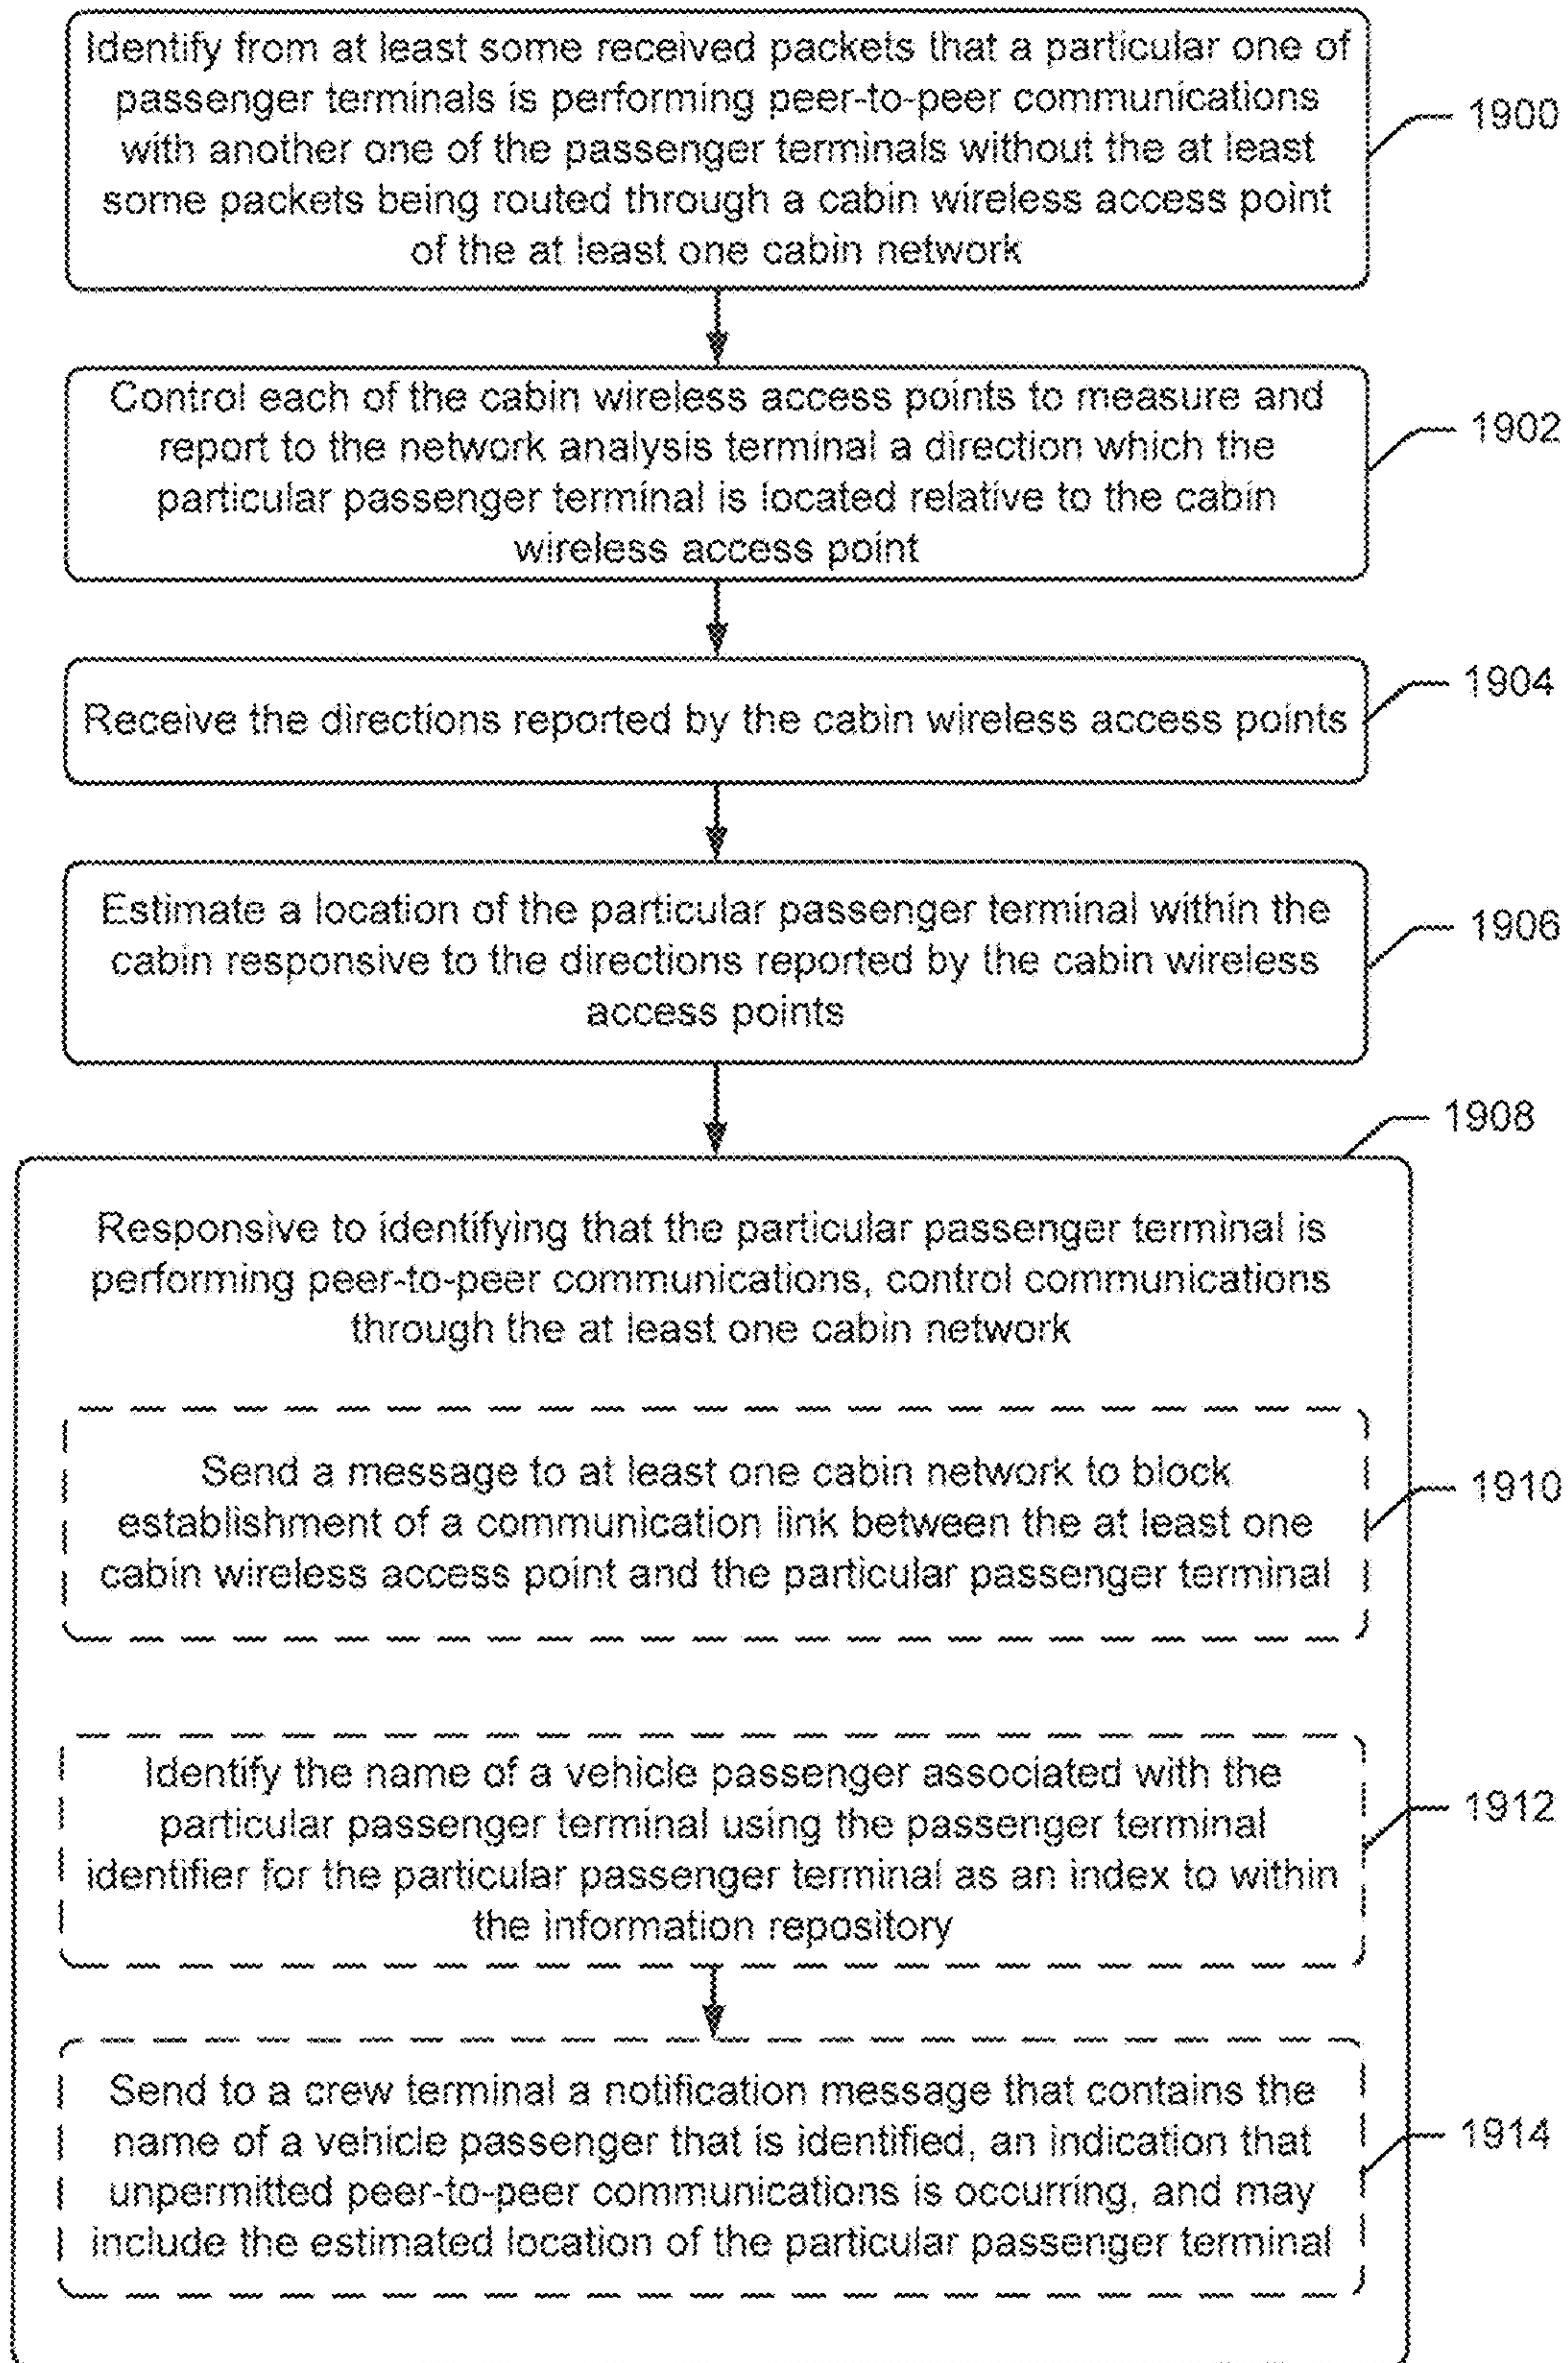 Identify from at least some received packets that a particular one of
passenger terminals is performing peer-to-peer communications
with another one of the passenger terminals without the at least
some packets being routed through a cabin wireless access point
of the at least one cabin network
1900
Control each of the cabin wireless access points to measure and
report to the network analysis terminal a direction which the
particular passenger terminal is located relative to the cabin
wireless access point
1902
Receive the directions reported by the cabin wireless access points
1904
Estimate a location of the particular passenger terminal within the
cabin responsive to the directions reported by the cabin wireless
access points
1906
1908
Responsive to identifying that the particular passenger terminal is
performing peer-to-peer communications, control communications
through the at least one cabin network
Send a message to at least one cabin network to block
establishment of a communication link between the at least one
cabin wireless access point and the particular passenger terminal
1910
Identify the name of a vehicle passenger associated with the
particular passenger terminal using the passenger terminal
identifier for the particular passenger terminal as an index to within
the information repository
1912
Send to a crew terminal a notification message that contains the
name of a vehicle passenger that is identified, an indication that
unpermitted peer-to-peer communications is occurring, and may
include the estimated location of the particular passenger terminal
1914